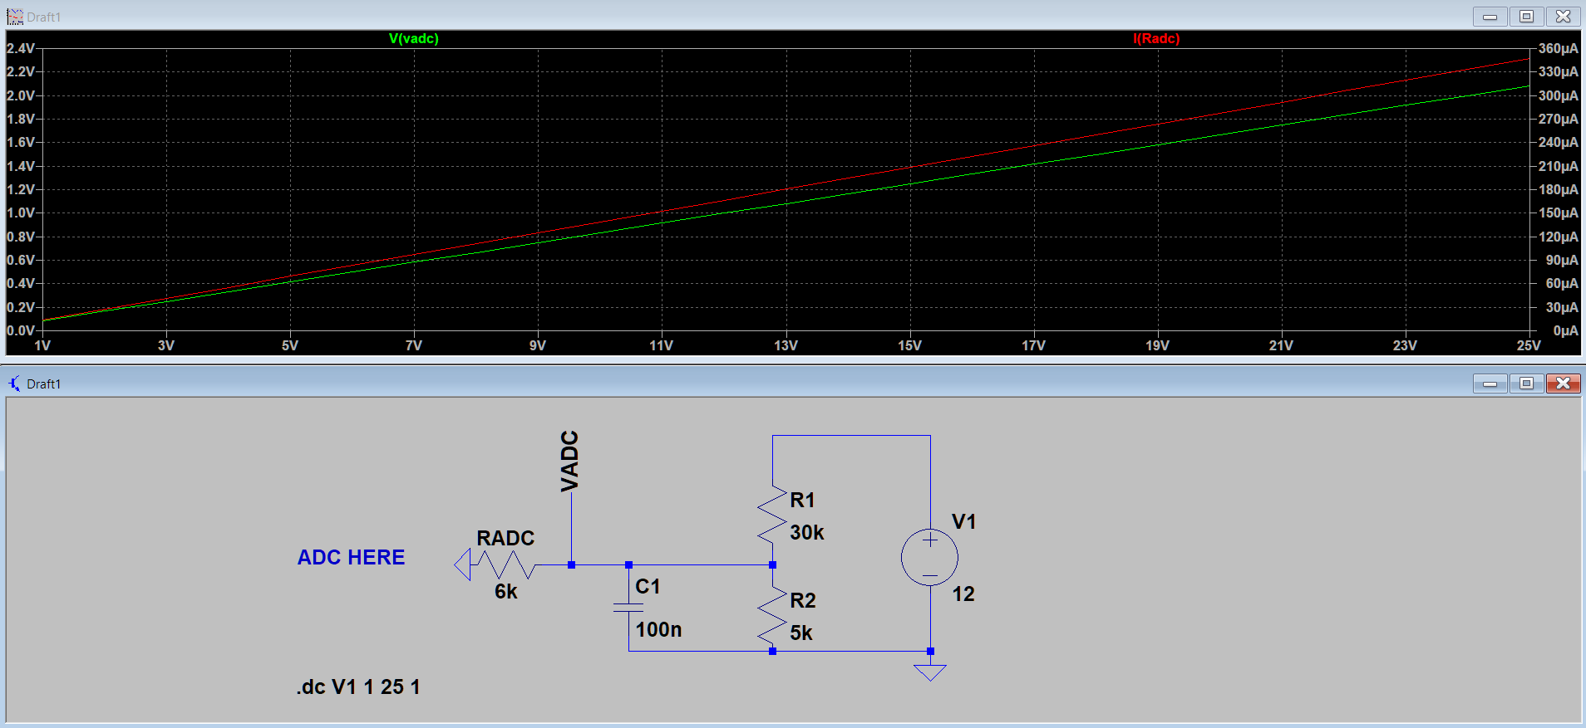 Draft1
V(vadc) I(Radc)
2.4V 360µA
2.2V 330µA
2.0V 300µA
1.8V 270µA
1.6V 240µA
1.4V 210µA
1.2V 180µA
1.0V 150µA
0.8V 120µA
0.6V 90µA
0.4V 60µA
0.2V 30µA
0.0V 0µA
1V 3V 5V 7V 9V 11V 13V 15V 17V 19V 21V 23V 25V
Draft1
VADC
R1
30k
V1
12
RADC
6k
ADC HERE
C1
100n
R2
5k
.dc V1 1 25 1